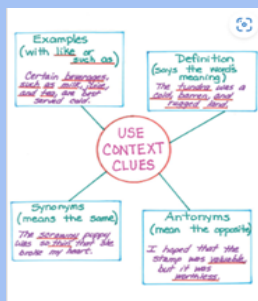 Examples
(with like or
such as)
Certain beverages,
such as milk,
and tea, are best
served cold.
Definition
(says the word's
meaning)
The tundra was a
cold, barren, and
rugged land.
USE
CONTEXT
CLUES
Synonyms
(means the same)
The scrawny puppy
was so thin that she
broke my heart.
Antonyms
(mean the opposite)
I hoped that the
stamp was valuable
but it was
worthless.